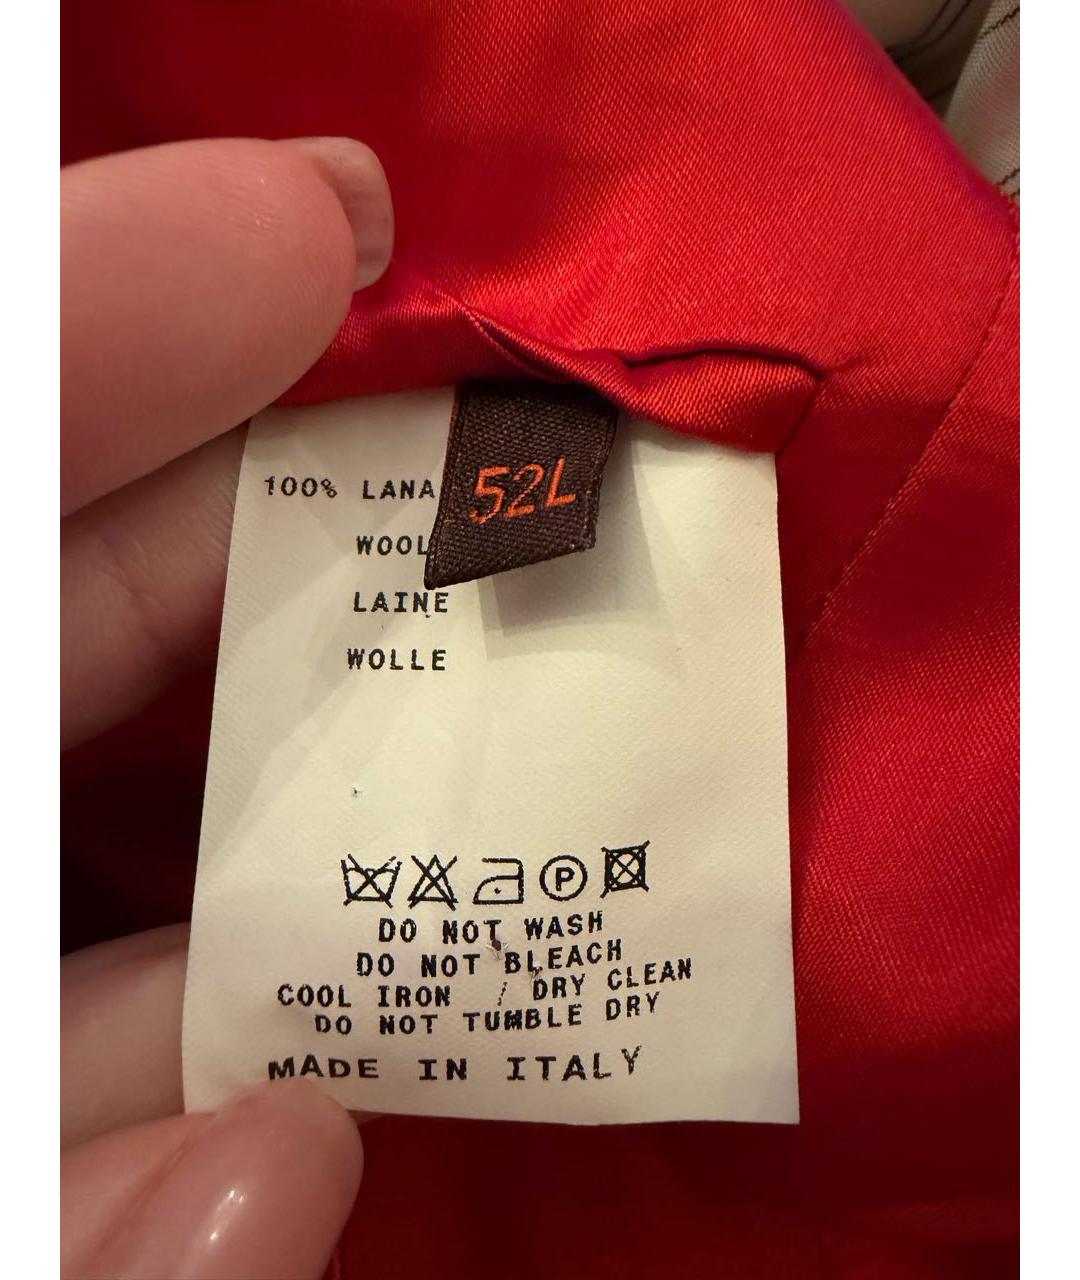 52L
100% LANA
WOOL
LAINE
WOLLE
P
DO NOT WASH
DO NOT BLEACH
COOL IRON / DRY CLEAN
DO NOT TUMBLE DRY
MADE IN ITALY